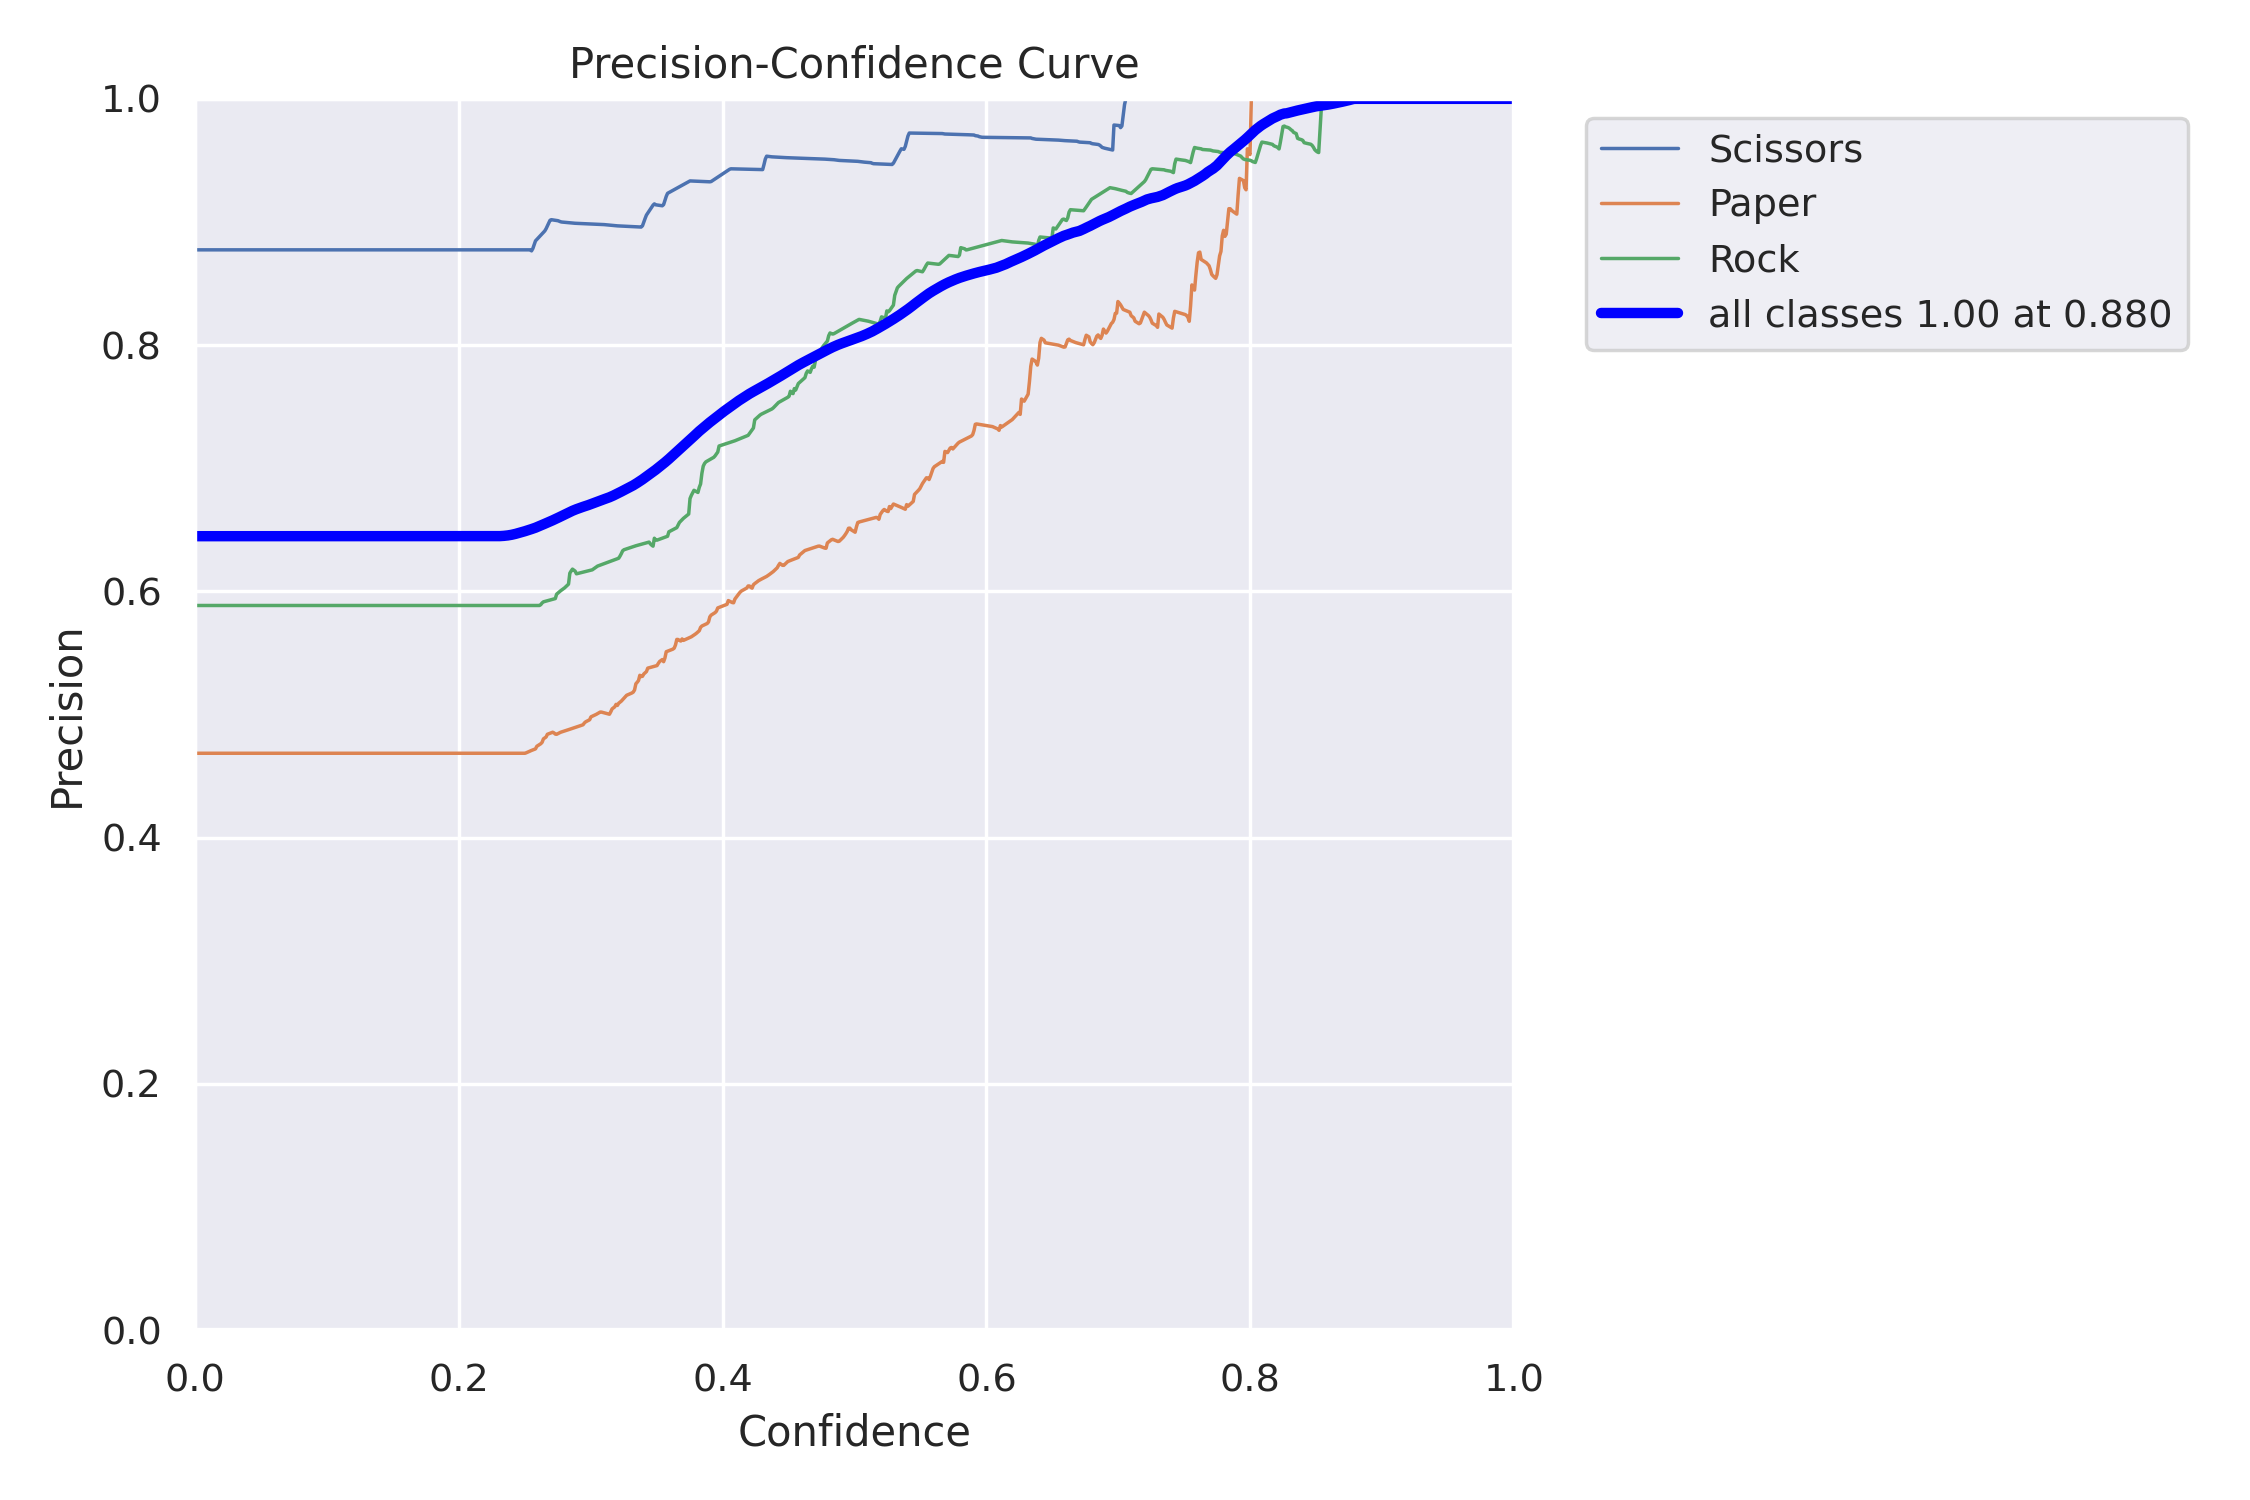 Precision-Confidence Curve
1.0
0.8
0.6
0.4
0.2
0.0
Precision
0.0 0.2 0.4 0.6 0.8 1.0
Confidence
Scissors
Paper
Rock
all classes 1.00 at 0.880